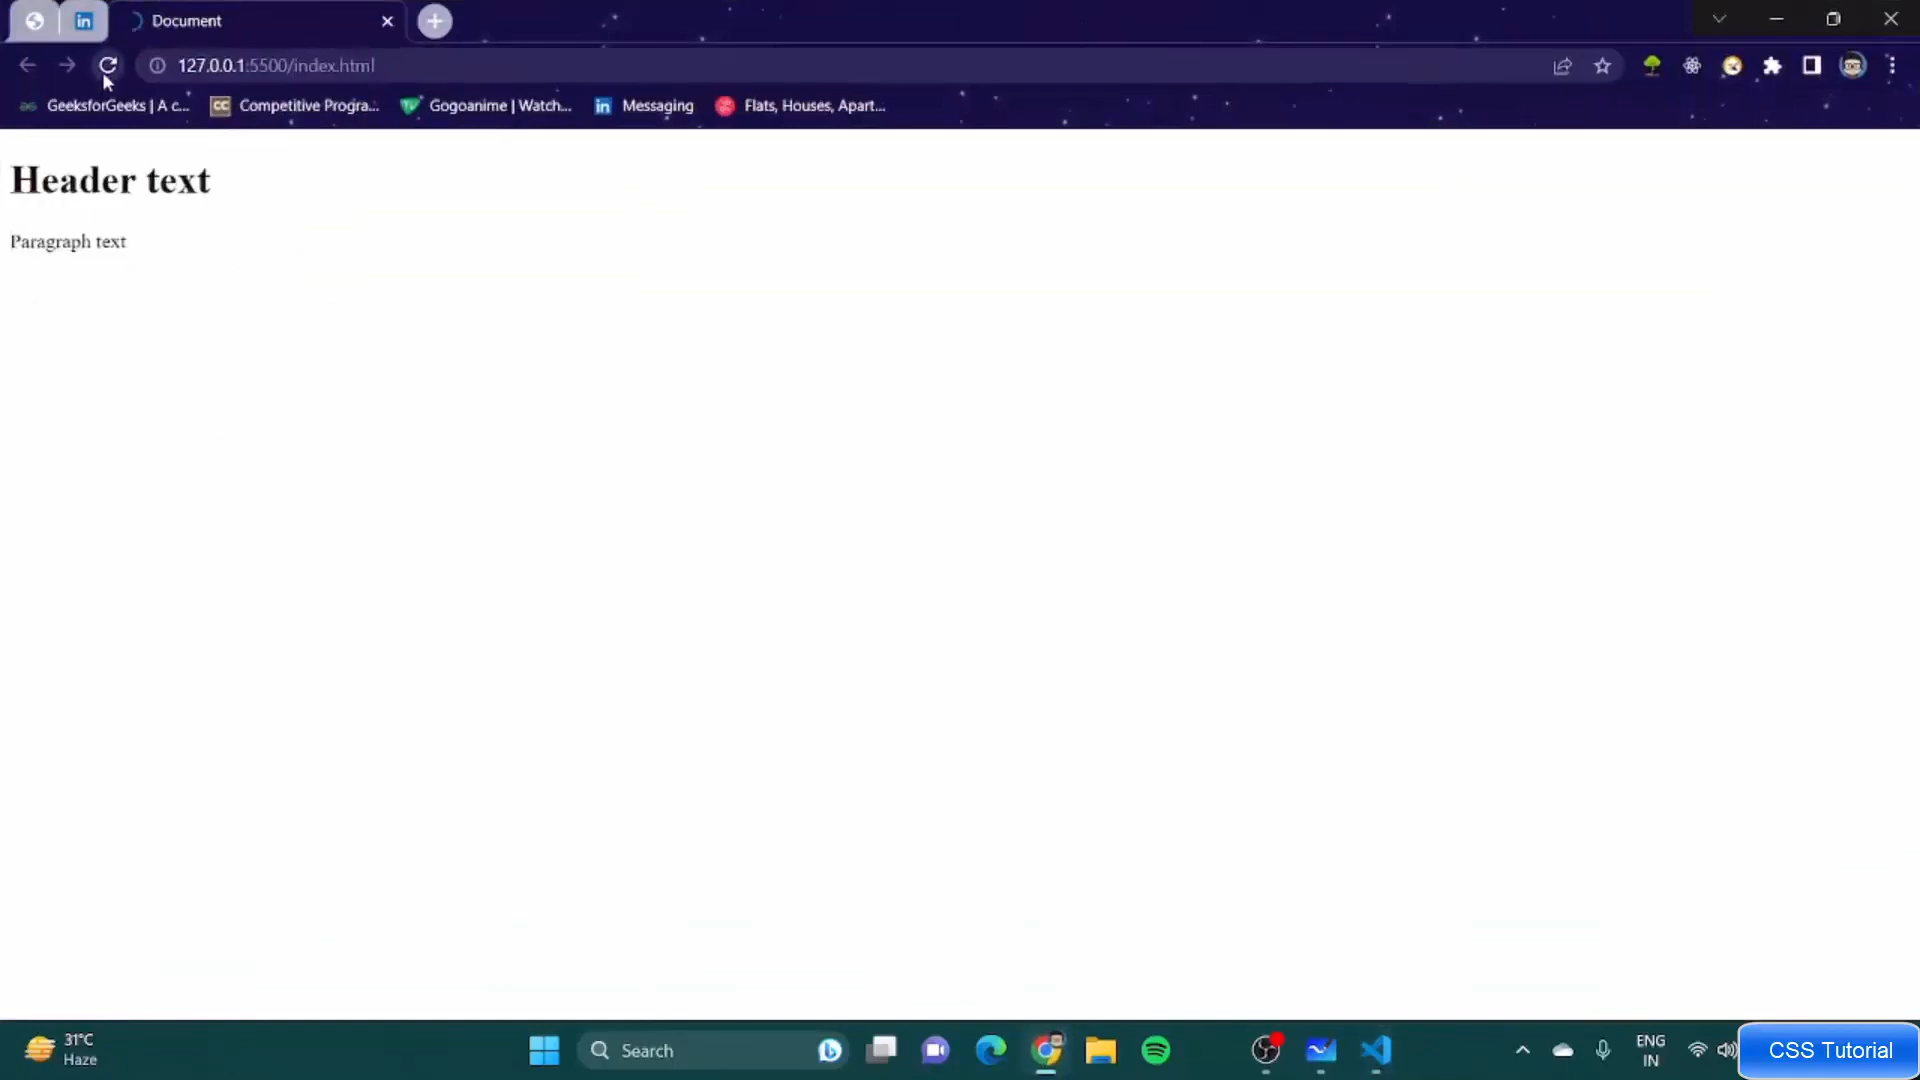 Document
127.0.0.1:5500/index.html
GeeksforGeeks | A c...
Competitive Progra...
Gogoanime | Watch...
Messaging
Flats, Houses, Apart...
Header text
Paragraph text
31°C
Haze
Search
ENG
IN
CSS Tutorial